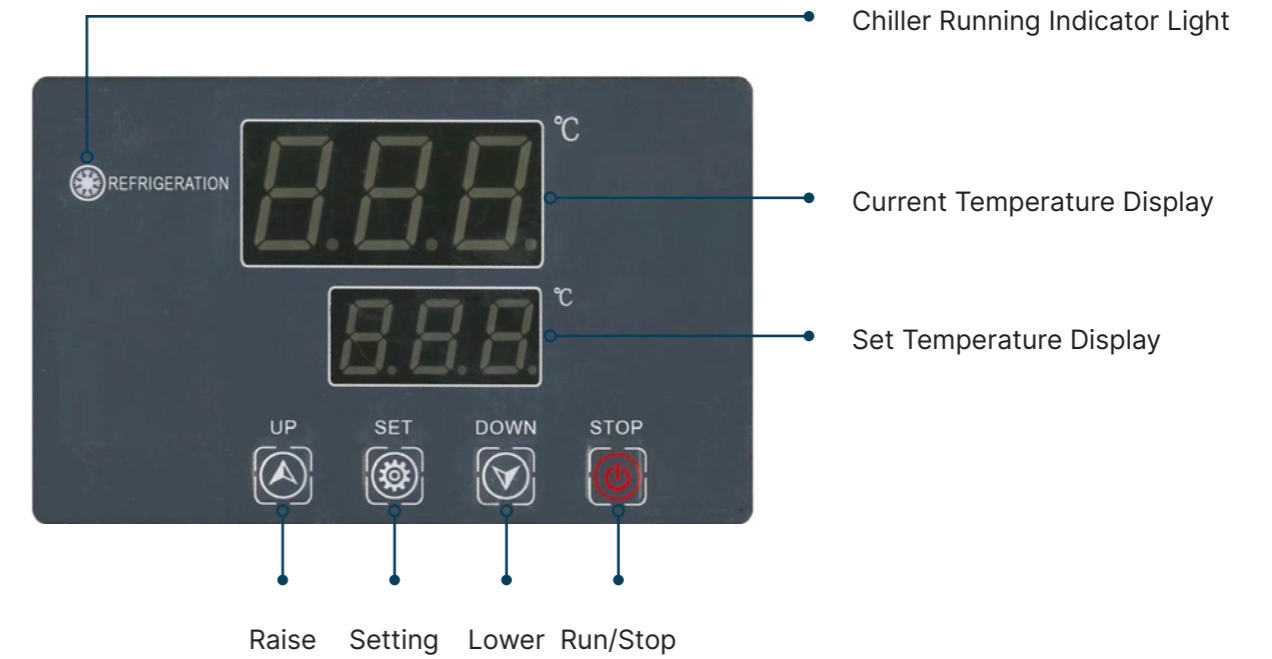 Chiller Running Indicator Light
°C
REFRIGERATION
Current Temperature Display
°C
Set Temperature Display
UP SET DOWN STOP
Raise Setting Lower Run/Stop